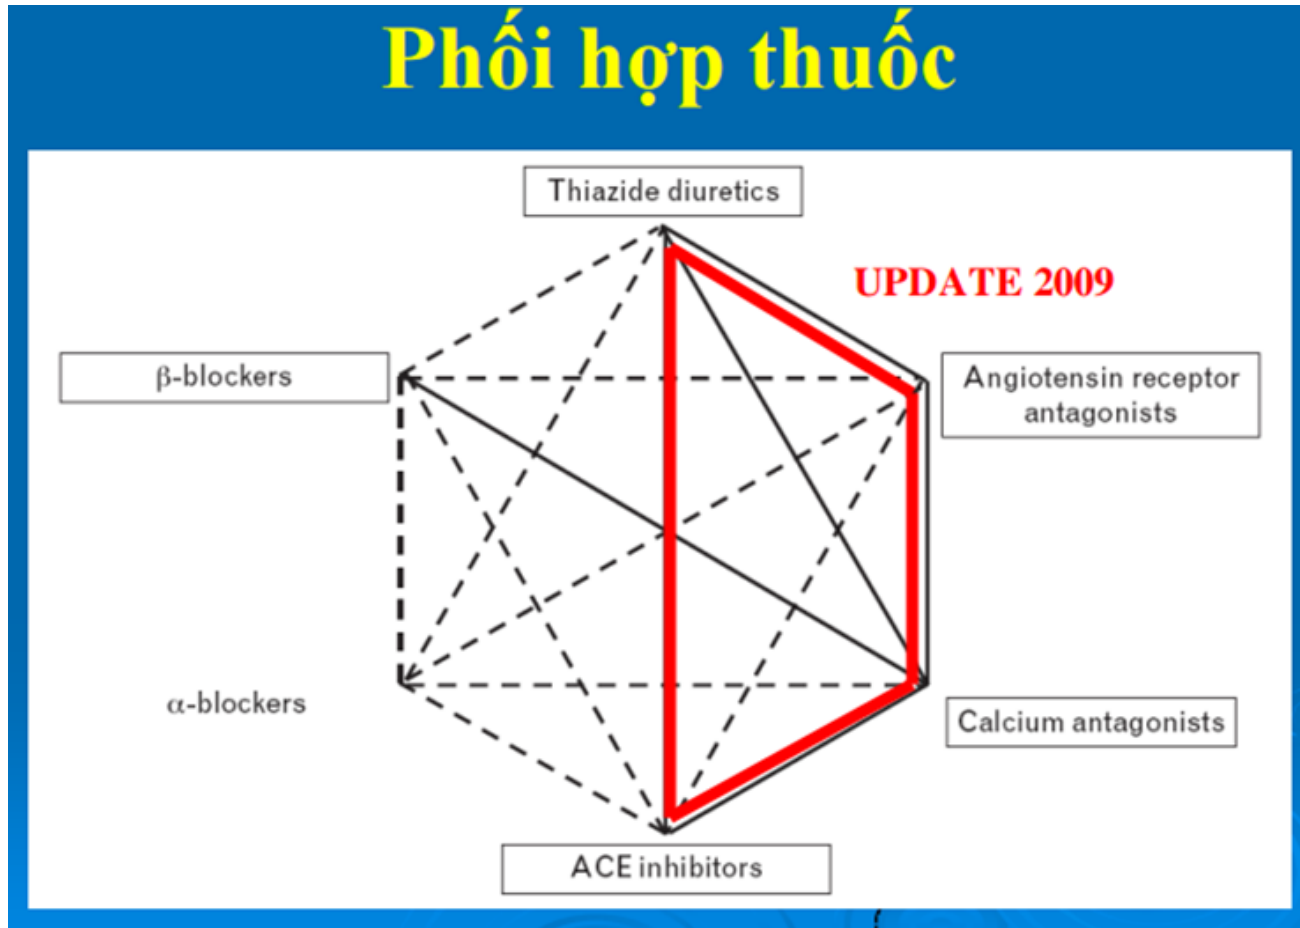 Phối hợp thuốc
Thiazide diuretics
UPDATE 2009
β-blockers
Angiotensin receptor
antagonists
α-blockers
Calcium antagonists
ACE inhibitors